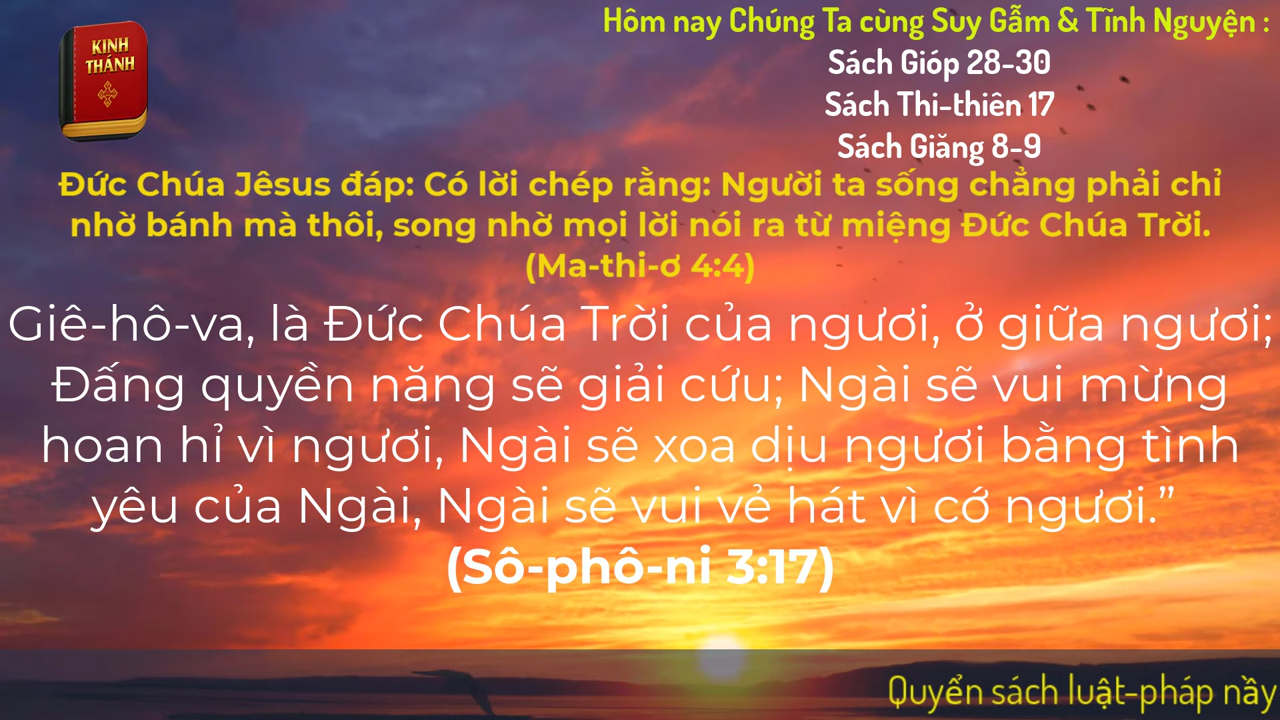 KINH
THÁNH
Hôm nay Chúng Ta cùng Suy Gẫm & Tĩnh Nguyện :
Sách Gióp 28-30
Sách Thi-thiên 17
Sách Giăng 8-9
Đức Chúa Jêsus đáp: Có lời chép rằng: Người ta sống chẳng phải chỉ
nhờ bánh mà thôi, song nhờ mọi lời nói ra từ miệng Đức Chúa Trời.
(Ma-thi-ơ 4:4)
Giê-hô-va, là Đức Chúa Trời của ngươi, ở giữa ngươi;
Đấng quyền năng sẽ giải cứu; Ngài sẽ vui mừng
hoan hỉ vì ngươi, Ngài sẽ xoa dịu ngươi bằng tình
yêu của Ngài, Ngài sẽ vui vẻ hát vì cớ ngươi.”
(Sô-phô-ni 3:17)
Quyển sách luật-pháp nầy